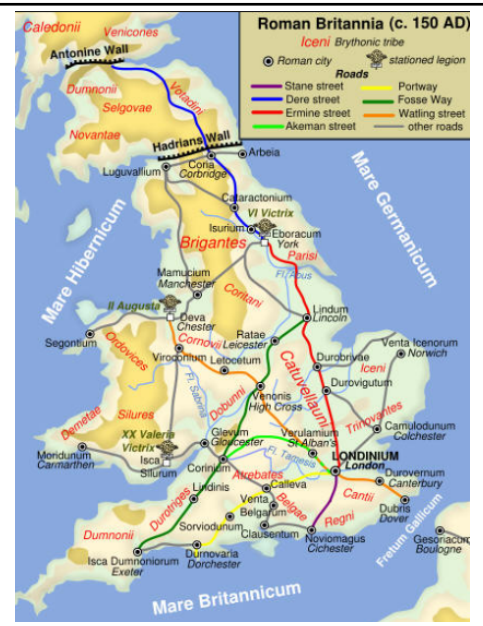 Roman Britannia (c. 150 AD)
Iceni Brythonic tribe
Roman city
stationed legion
Roads
Stane street
Portway
Dere street
Fosse Way
Ermine street
Watling street
Akeman street
other roads
Caledonii
Venicones
Antonine Wall
Dumnonii
Votadini
Selgovae
Novantae
Hadrians Wall
Arbeia
Coria
Corbridge
Luguvallium
Mare Germanicum
Mare Hibernicum
Cataractonium
VI Victrix
Isurium
Eboracum
York
Brigantes
Parisi
Fl. Abus
Mamucium
Manchester
Coritani
II Augusta
Deva
Chester
Lindum
Lincoln
Segontium
Ordovices
Cornovii
Ratae
Leicester
Viroconium
Letocetum
Durobrivae
Venta Icenorum
Norwich
Iceni
Catuvellauni
Durovigutum
Venonis
High Cross
Fl. Sabrina
Dobunni
Demetae
Silures
Trinovantes
Camulodunum
Colchester
XX Valeria
Victrix
Glevum
Gloucester
Verulamium
St Alban's
Moridunum
Carmarthen
Isca
Silurum
Corinium
Fl. Tamesis
LONDINIUM
London
Atrebates
Calleva
Durovernum
Canterbury
Lindinis
Venta
Belgarum
Belgae
Cantii
Dubris
Dover
Durotriges
Sorviodunum
Regni
Clausentum
Noviomagus
Cichester
Fretum Gallicum
Gesoriacum
Boulogne
Dumnonii
Isca Dumnoniorum
Exeter
Durnovaria
Dorchester
Mare Britannicum